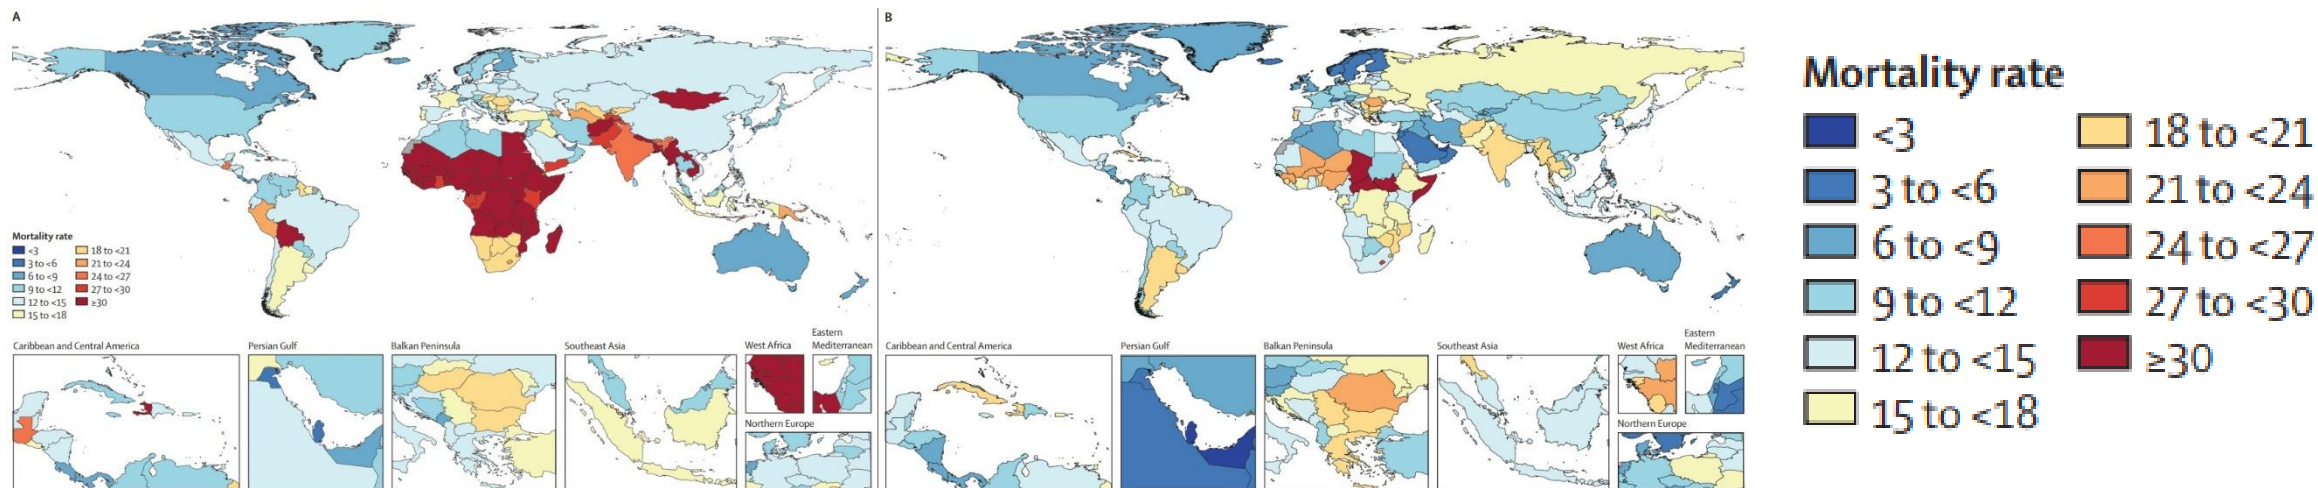 A
B
Mortality rate
<3
3 to <6
6 to <9
9 to <12
12 to <15
15 to <18
18 to <21
21 to <24
24 to <27
27 to <30
≥30
Caribbean and Central America
Persian Gulf
Balkan Peninsula
Southeast Asia
West Africa
Eastern
Mediterranean
Northern Europe
Caribbean and Central America
Persian Gulf
Balkan Peninsula
Southeast Asia
West Africa
Eastern
Mediterranean
Northern Europe
Mortality rate
<3
3 to <6
6 to <9
9 to <12
12 to <15
15 to <18
18 to <21
21 to <24
24 to <27
27 to <30
≥30